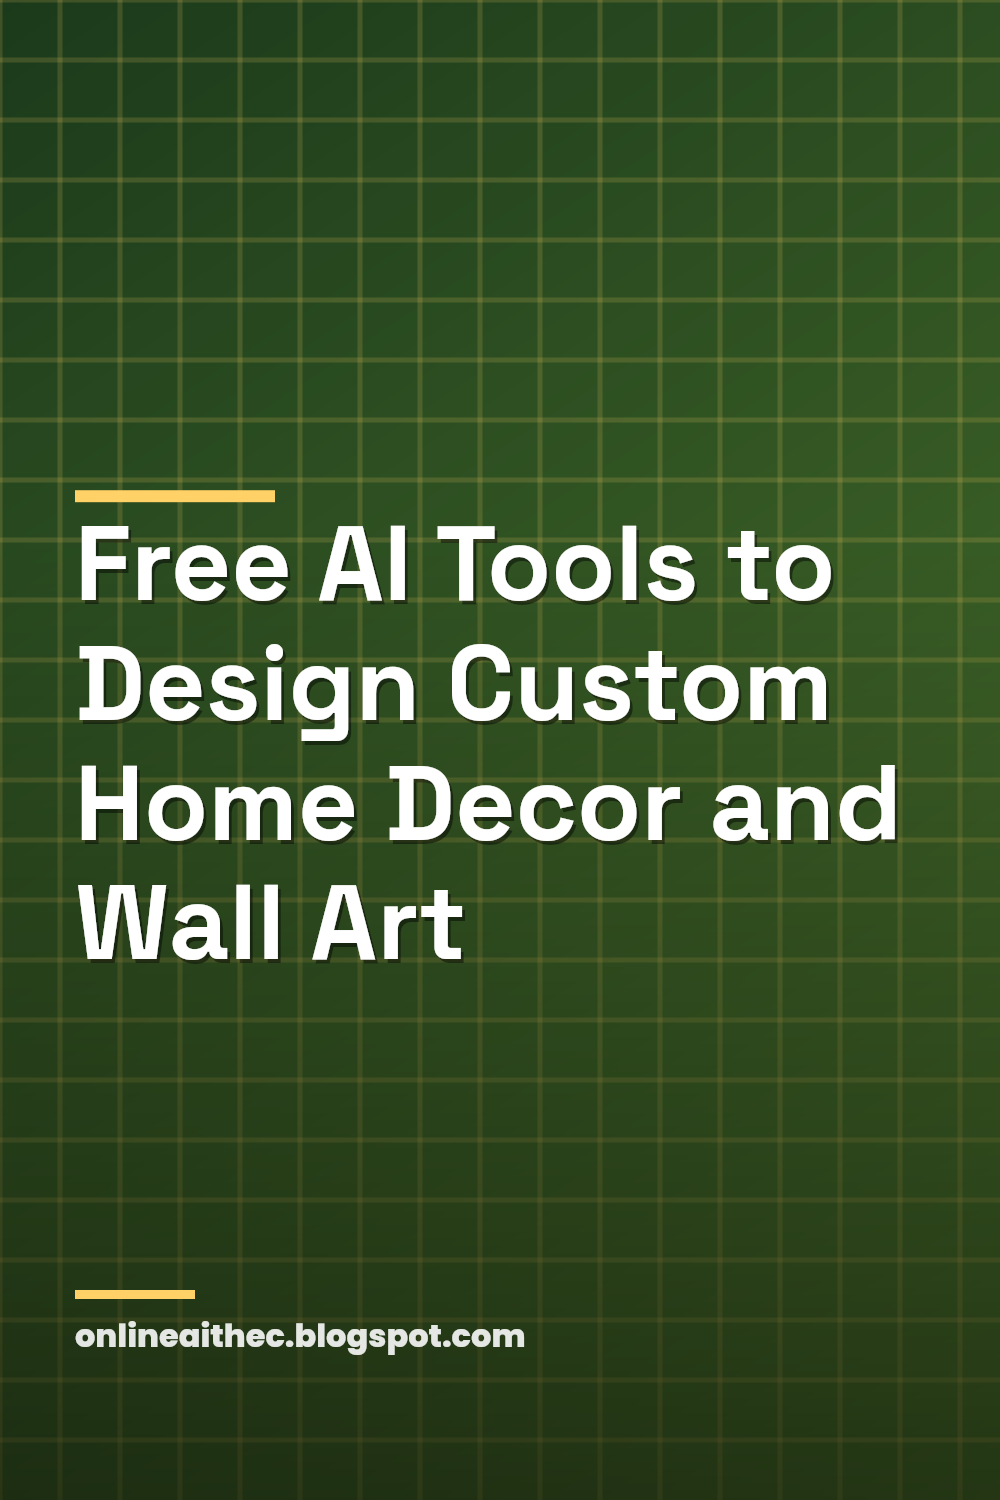 Free AI Tools to
Design Custom
Home Decor and
Wall Art
onlineaithec.blogspot.com